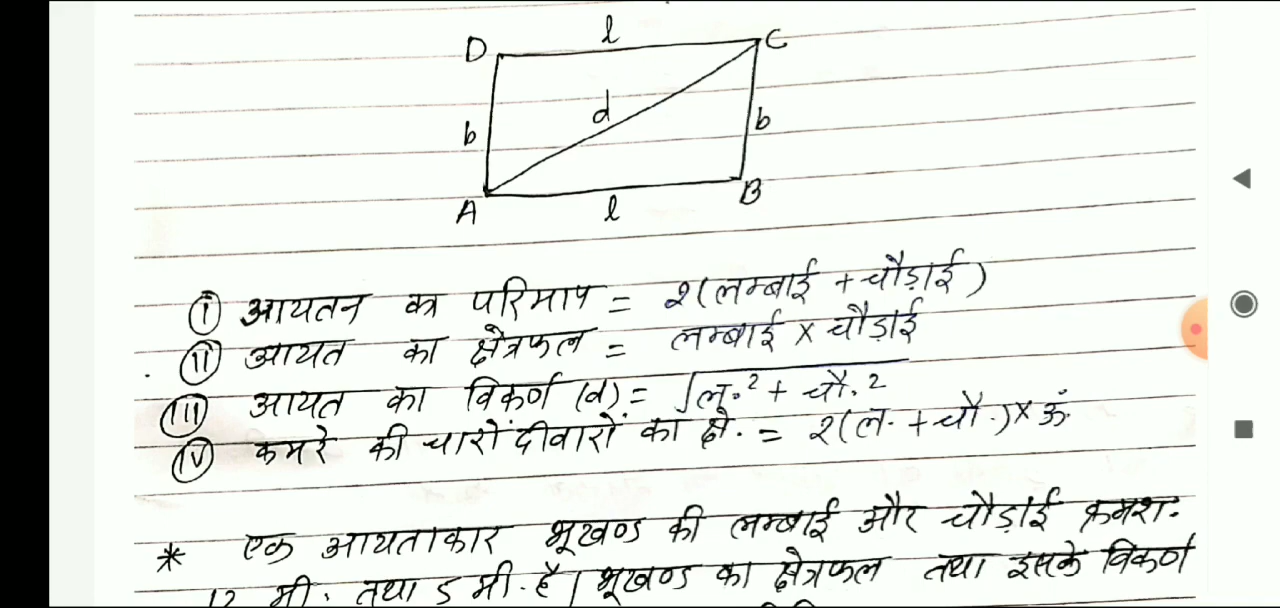 l
D C
d
b b
A l B
(i) आयतन का परिमाप = 2(लम्बाई + चौड़ाई)
(ii) आयत का क्षेत्रफल = लम्बाई × चौड़ाई
(iii) आयत का विकर्ण (d) = √ल.² + चौ.²
(iv) कमरे की चारों दीवारों का क्षे. = 2(ल. + चौ.) × ऊं.
* एक आयताकार भूखण्ड की लम्बाई और चौड़ाई क्रमश:
12 मी. तथा 5 मी. है। भूखण्ड का क्षेत्रफल तथा इसके विकर्ण